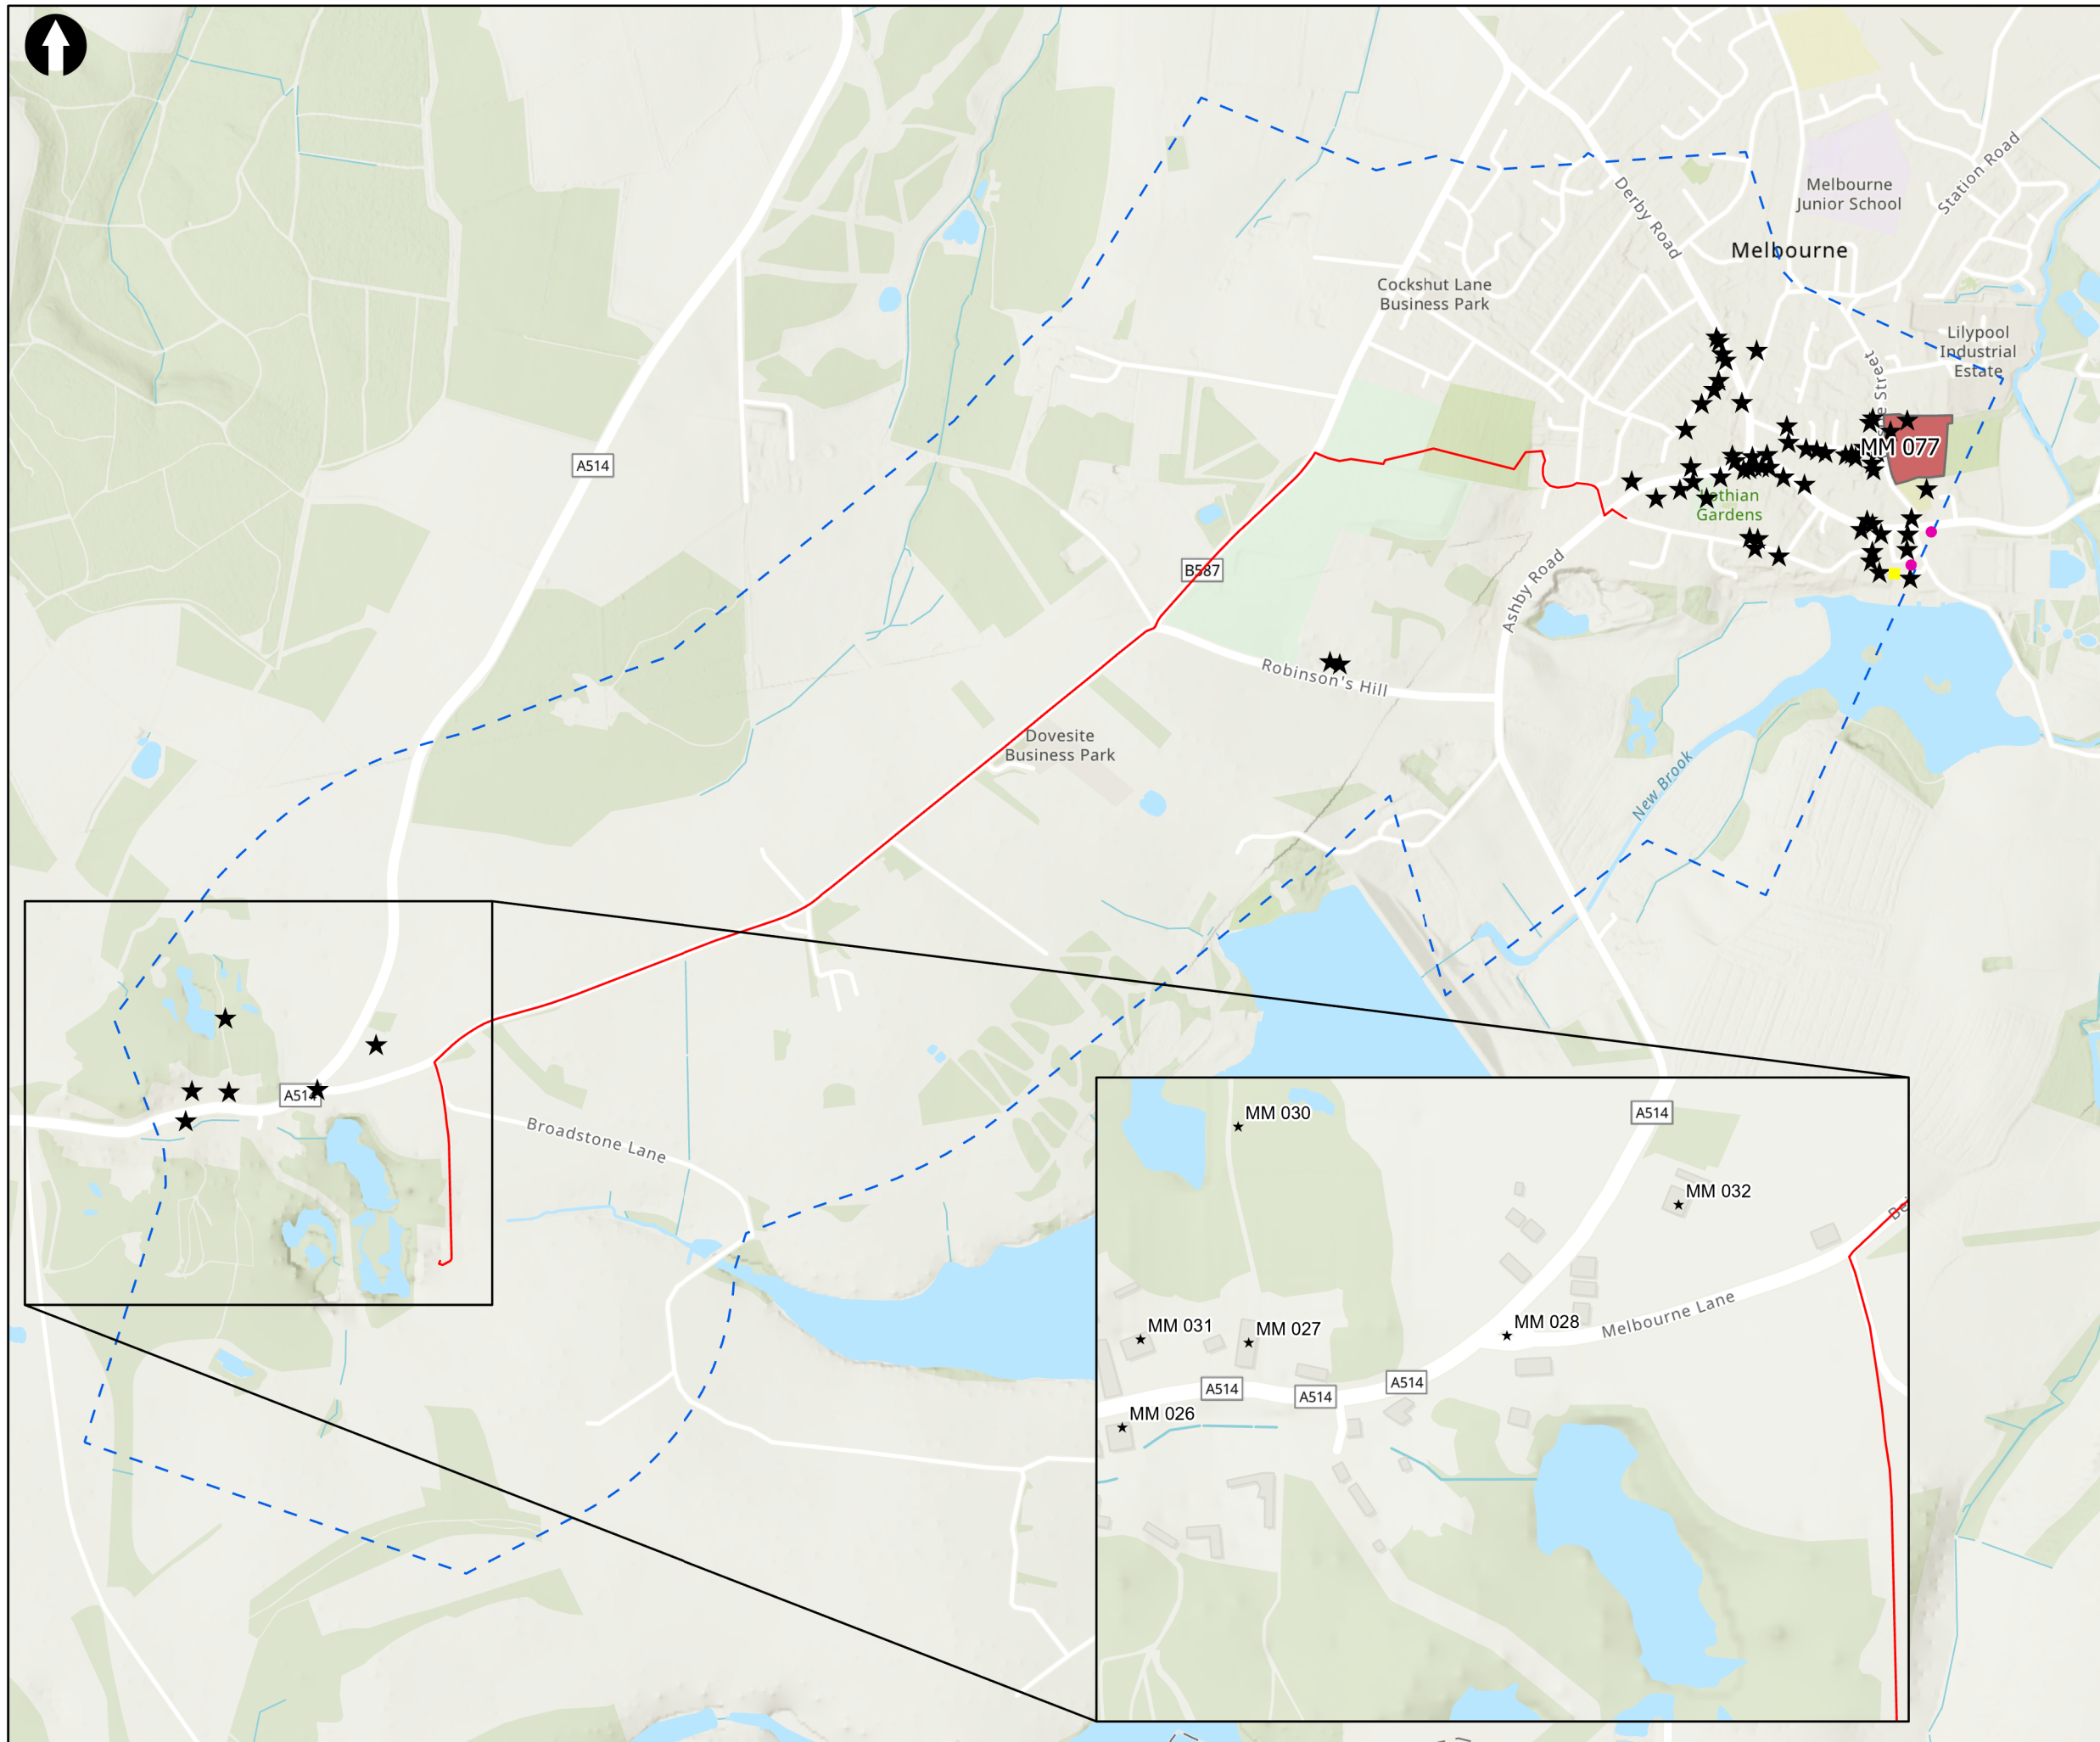 Station Road
Derby Road
Melbourne
Junior School
Melbourne
Cockshut Lane
Business Park
Lilypool
Industrial
Estate
Street
A514
MM 077
Gardens
B587
Ashby Road
Robinson's Hill
Dovesite
Business Park
New Brook
A514
Broadstone Lane
MM 030
A514
MM 032
MM 031
MM 027
MM 028
Melbourne Lane
A514
A514
A514
MM 026